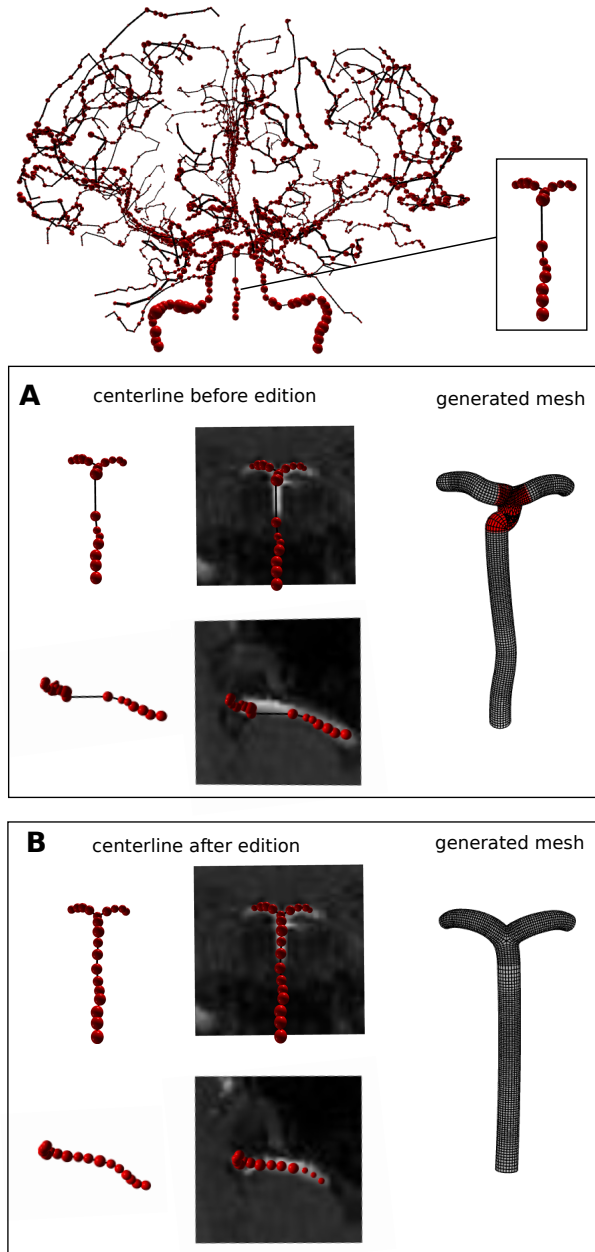 A
centerline before edition
generated mesh
B
centerline after edition
generated mesh